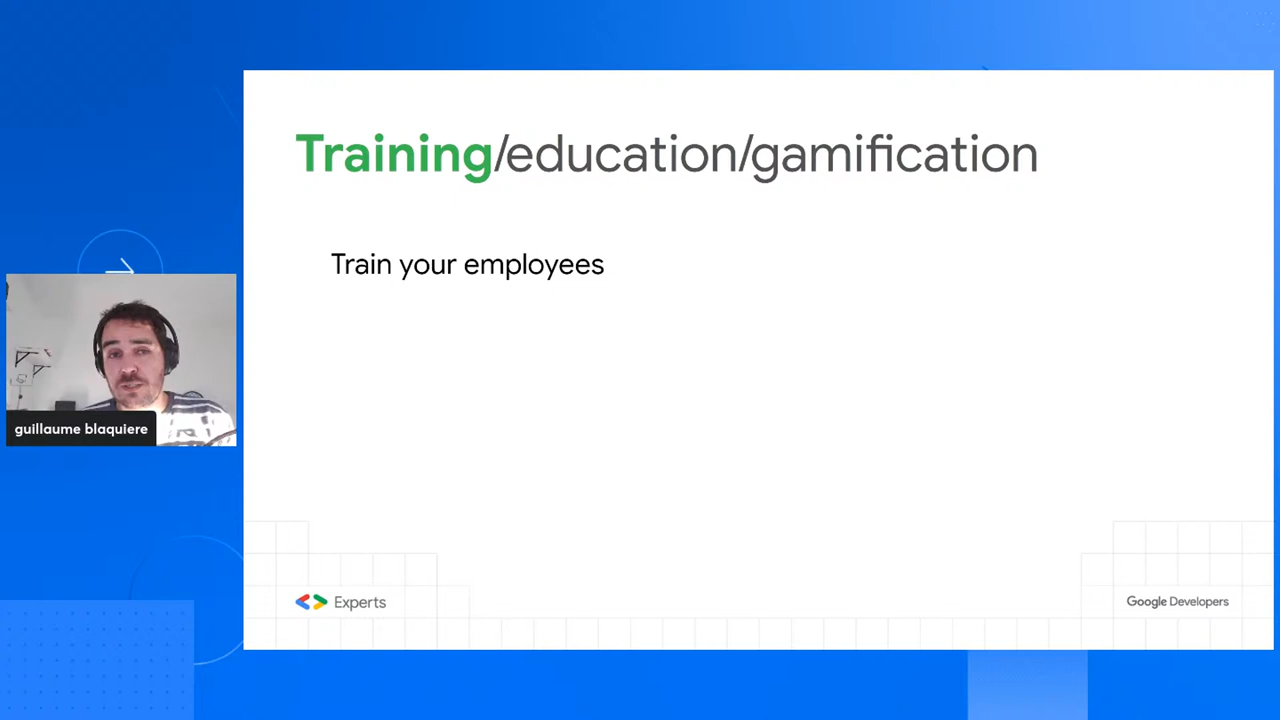 Training/education/gamification
Train your employees
guillaume blaquiere
Experts
Google Developers